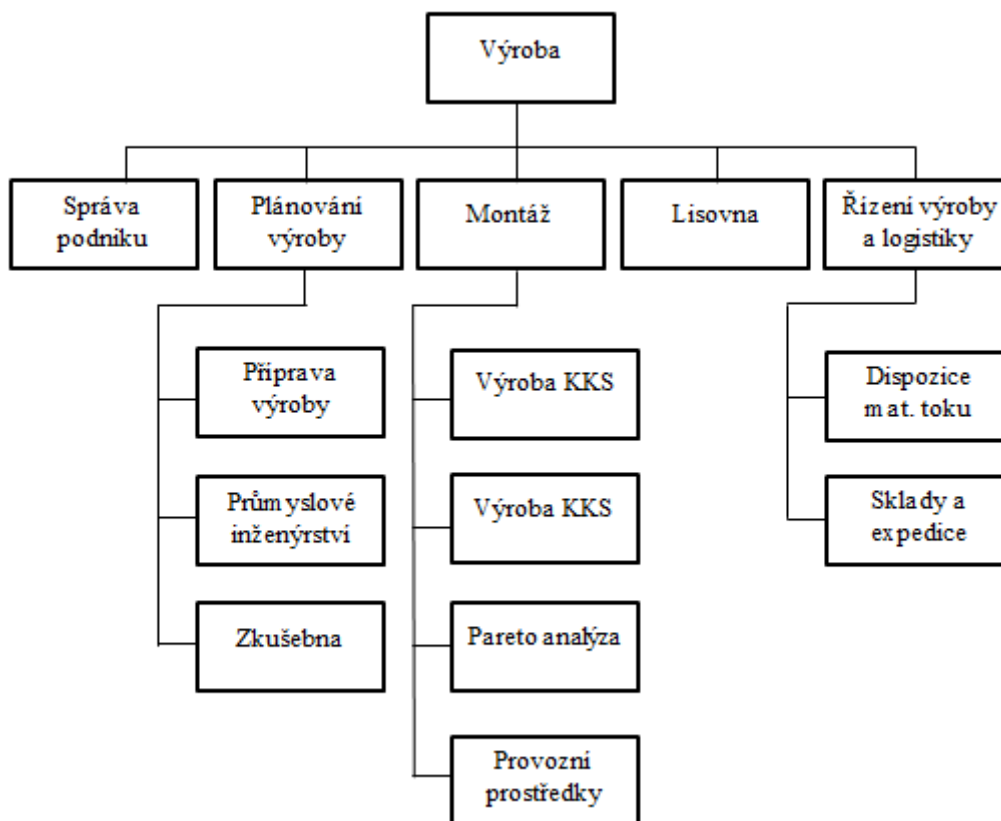 Výroba
Správa
podniku
Plánování
výroby
Montáž
Lisovna
Řízení výroby
a logistiky
Příprava
výroby
Výroba KKS
Dispozice
mat. toku
Průmyslové
inženýrství
Výroba KKS
Sklady a
expedice
Zkušebna
Pareto analýza
Provozní
prostředky